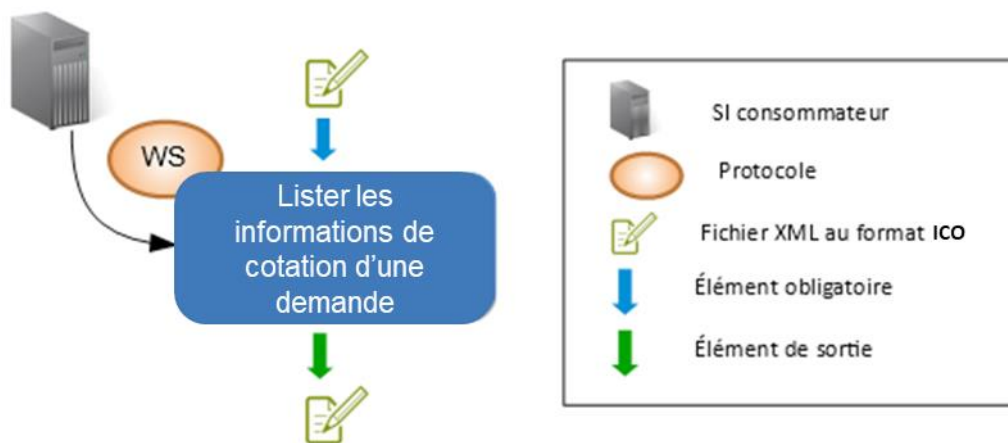 WS
Lister les
informations de
cotation d’une
demande
SI consommateur
Protocole
Fichier XML au format ICO
Élément obligatoire
Élément de sortie